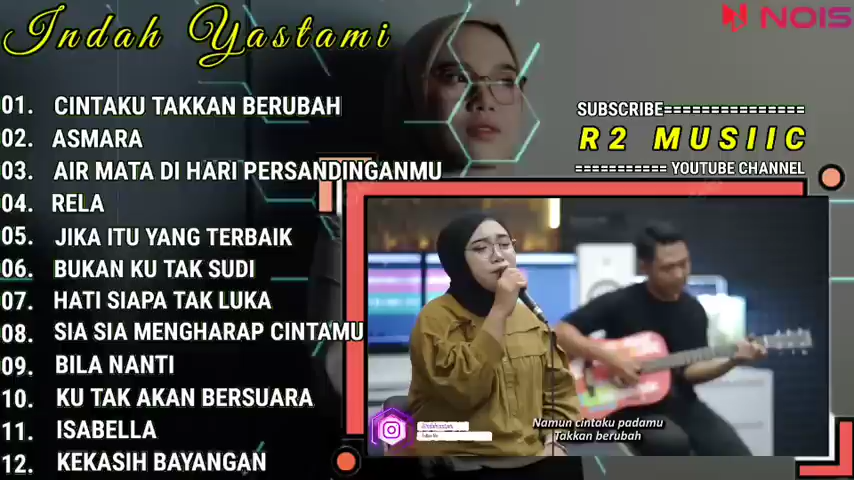 Indah Yastami
NOIS
01. CINTAKU TAKKAN BERUBAH
02. ASMARA
03. AIR MATA DI HARI PERSANDINGANMU
04. RELA
05. JIKA ITU YANG TERBAIK
06. BUKAN KU TAK SUDI
07. HATI SIAPA TAK LUKA
08. SIA SIA MENGHARAP CINTAMU
09. BILA NANTI
10. KU TAK AKAN BERSUARA
11. ISABELLA
12. KEKASIH BAYANGAN
SUBSCRIBE===============
R2 MUSIIC
=========== YOUTUBE CHANNEL
Namun cintaku padamu
Takkan berubah